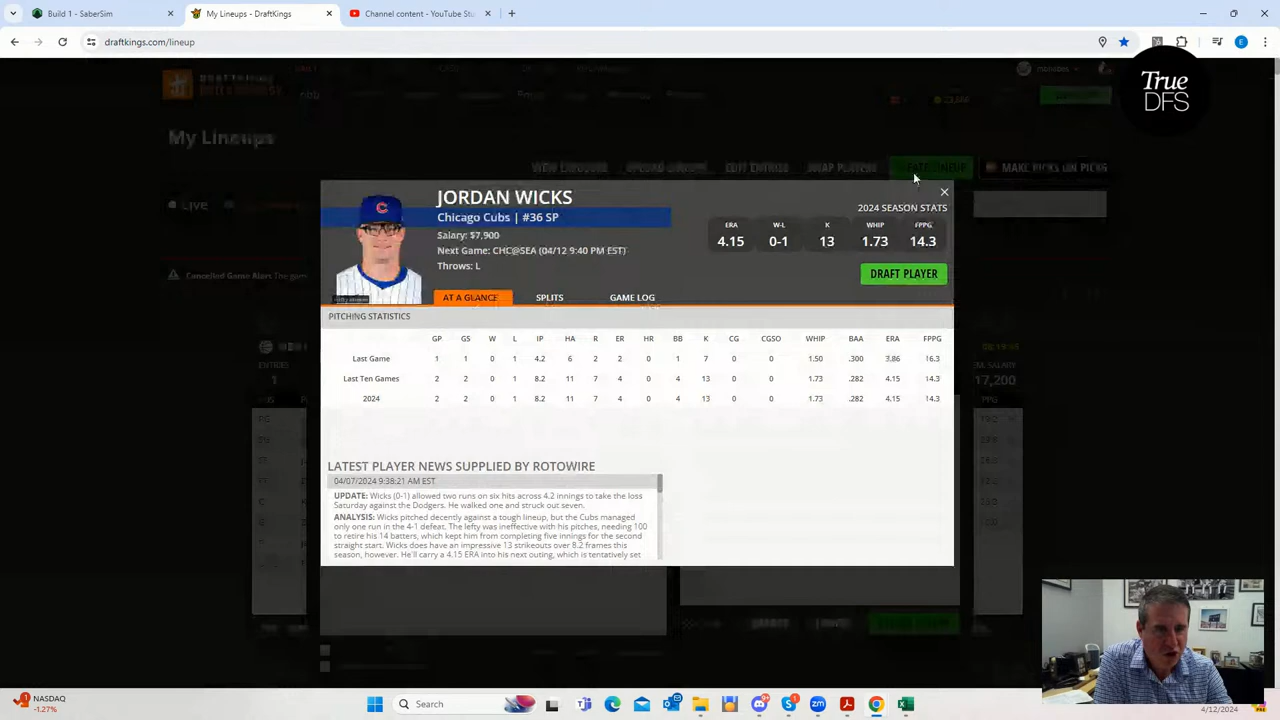 Build 1 - SaberSim
My Lineups - DraftKings
Channel content - YouTube Stu
draftkings.com/lineup
E
True
DFS
My Lineups
MAKE PICKS ON PICK6
LIVE
JORDAN WICKS
Chicago Cubs | #36 SP
Salary: $7,900
Next Game: CHC@SEA (04/12 9:40 PM EST)
Throws: L
2024 SEASON STATS
ERA W-L K WHIP FPPG
4.15 0-1 13 1.73 14.3
DRAFT PLAYER
Cancelled Game Alert
AT A GLANCE SPLITS GAME LOG
PITCHING STATISTICS
GP GS W L IP HA R ER HR BB K CG CGSO WHIP BAA ERA FPPG
Last Game 1 1 0 1 4.2 6 2 2 0 1 7 0 0 1.50 .300 3.86 16.3
Last Ten Games 2 2 0 1 8.2 11 7 4 0 4 13 0 0 1.73 .282 4.15 14.3
2024 2 2 0 1 8.2 11 7 4 0 4 13 0 0 1.73 .282 4.15 14.3
ENTRIES
1
17,200
LATEST PLAYER NEWS SUPPLIED BY ROTOWIRE
04/07/2024 9:38:21 AM EST
UPDATE: Wicks (0-1) allowed two runs on six hits across 4.2 innings to take the loss
Saturday against the Dodgers. He walked one and struck out seven.
ANALYSIS: Wicks pitched decently against a tough lineup, but the Cubs managed
only one run in the 4-1 defeat. The lefty was ineffective with his pitches, needing 100
to retire his 14 batters, which kept him from completing five innings for the second
straight start. Wicks does have an impressive 13 strikeouts over 8.2 frames this
season, however. He'll carry a 4.15 ERA into his next outing, which is tentatively set
NASDAQ
-1.27%
Search
4/12/2024